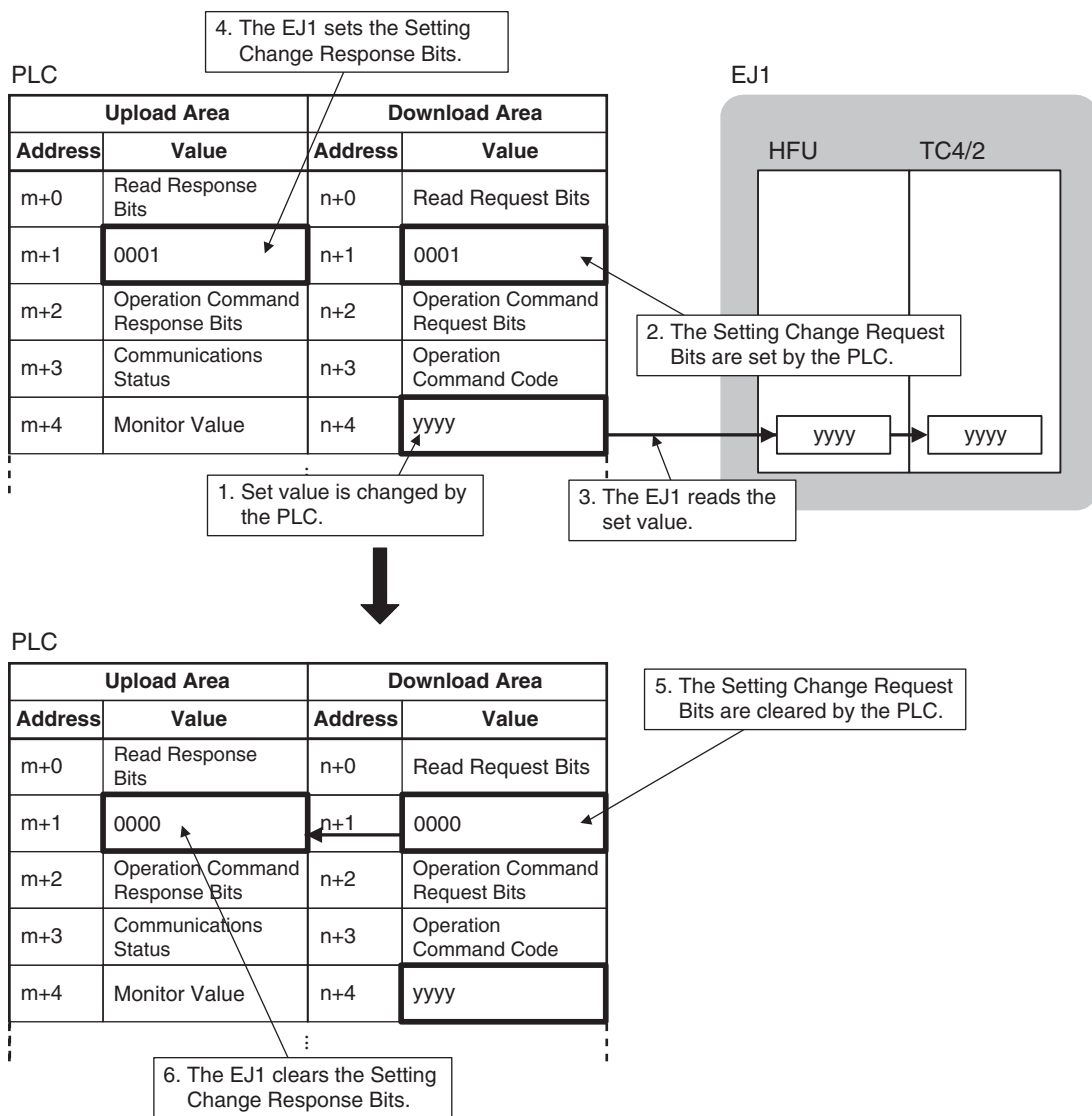 4. The EJ1 sets the Setting
Change Response Bits.
PLC
EJ1
Upload Area Download Area
Address Value Address Value
HFU TC4/2
m+0 Read Response
Bits n+0 Read Request Bits
m+1 0001 n+1 0001
m+2 Operation Command
Response Bits n+2 Operation Command
Request Bits
2. The Setting Change Request
Bits are set by the PLC.
m+3 Communications
Status n+3 Operation
Command Code
m+4 Monitor Value n+4 yyyy
yyyy yyyy
⋮
1. Set value is changed by
the PLC.
3. The EJ1 reads the
set value.
PLC
Upload Area Download Area
Address Value Address Value
5. The Setting Change Request
Bits are cleared by the PLC.
m+0 Read Response
Bits n+0 Read Request Bits
m+1 0000 n+1 0000
m+2 Operation Command
Response Bits n+2 Operation Command
Request Bits
m+3 Communications
Status n+3 Operation
Command Code
m+4 Monitor Value n+4 yyyy
⋮
6. The EJ1 clears the Setting
Change Response Bits.